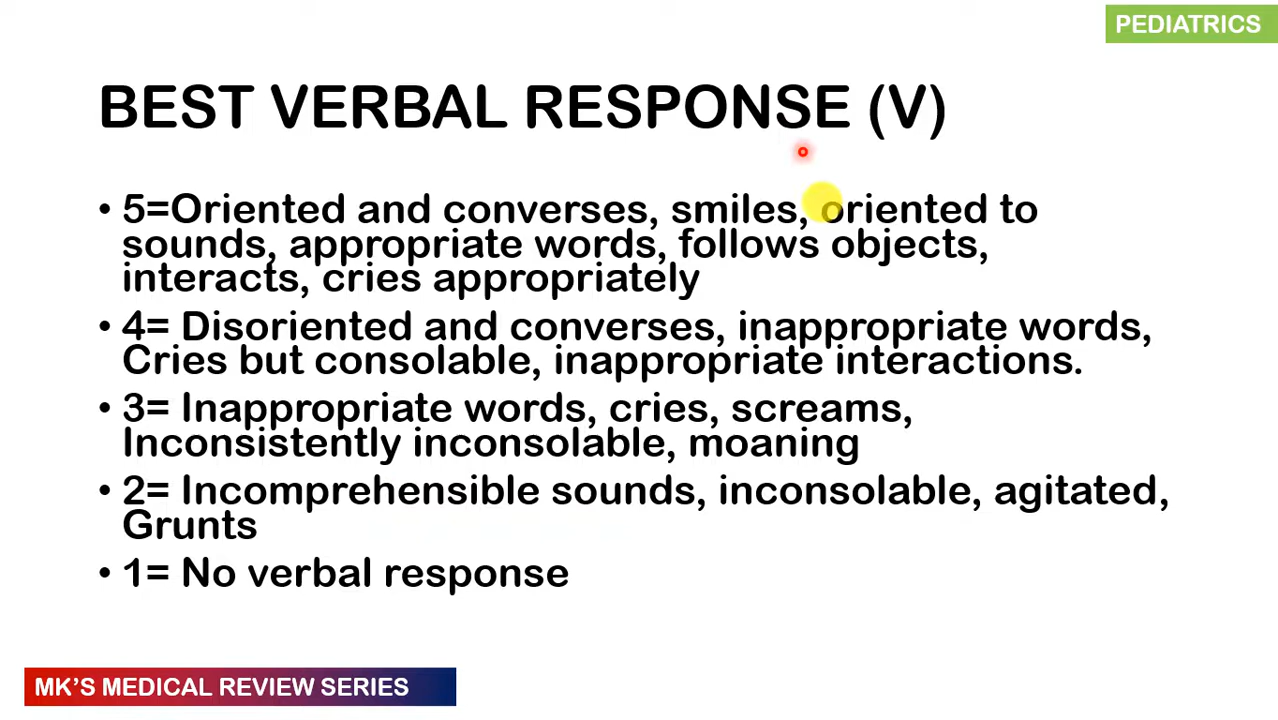 PEDIATRICS
BEST VERBAL RESPONSE (V)
• 5=Oriented and converses, smiles, oriented to
sounds, appropriate words, follows objects,
interacts, cries appropriately
• 4= Disoriented and converses, inappropriate words,
Cries but consolable, inappropriate interactions.
• 3= Inappropriate words, cries, screams,
Inconsistently inconsolable, moaning
• 2= Incomprehensible sounds, inconsolable, agitated,
Grunts
• 1= No verbal response
MK'S MEDICAL REVIEW SERIES